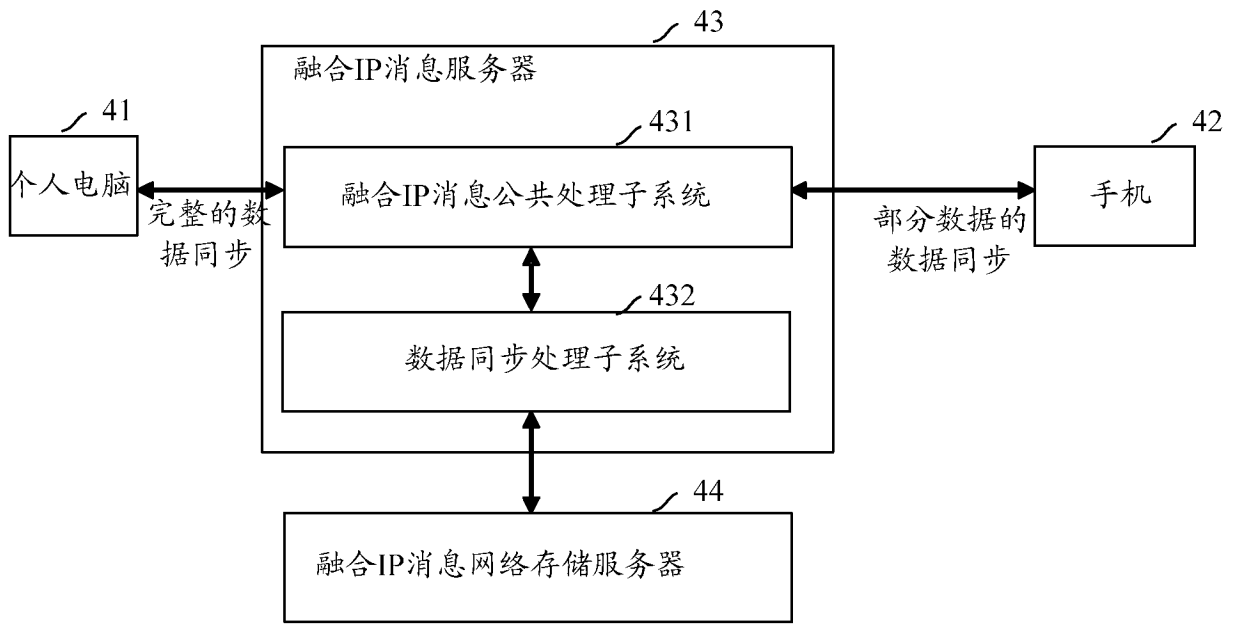 43
融合IP消息服务器
41
431
42
个人电脑
融合IP消息公共处理子系统
手机
完整的数
据同步
部分数据的
数据同步
432
数据同步处理子系统
44
融合IP消息网络存储服务器